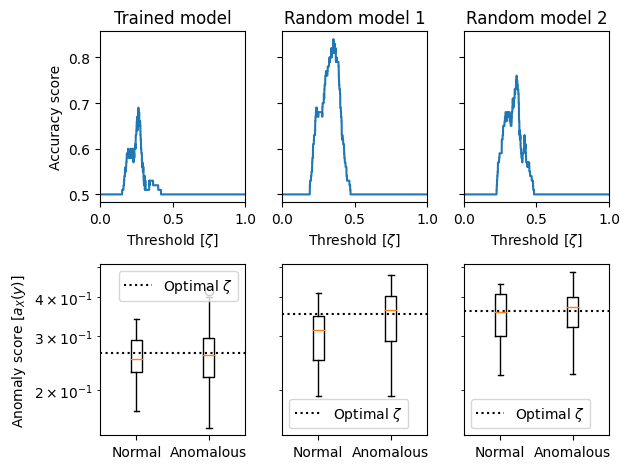 Trained model
Random model 1
Random model 2
Accuracy score
0.8
0.7
0.6
0.5
0.0
0.5
1.0
0.0
0.5
1.0
0.0
0.5
1.0
Threshold [ζ]
Threshold [ζ]
Threshold [ζ]
Anomaly score [a_X(y)]
4 × 10⁻¹
3 × 10⁻¹
2 × 10⁻¹
Optimal ζ
Optimal ζ
Optimal ζ
Normal
Anomalous
Normal
Anomalous
Normal
Anomalous